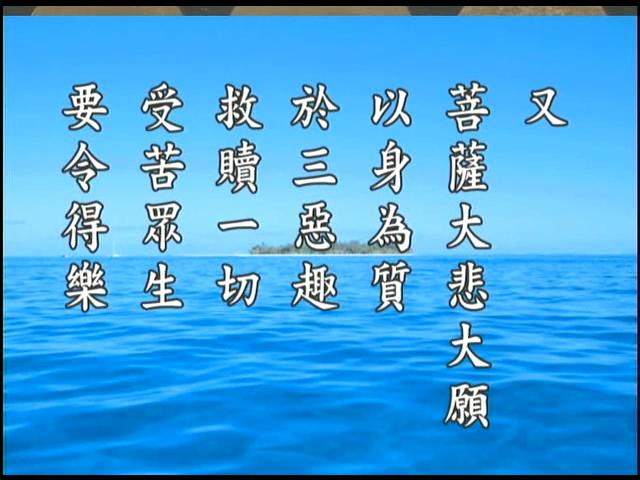 又
菩薩大悲大願
以身為質
於三惡趣
救贖一切
受苦眾生
要令得樂